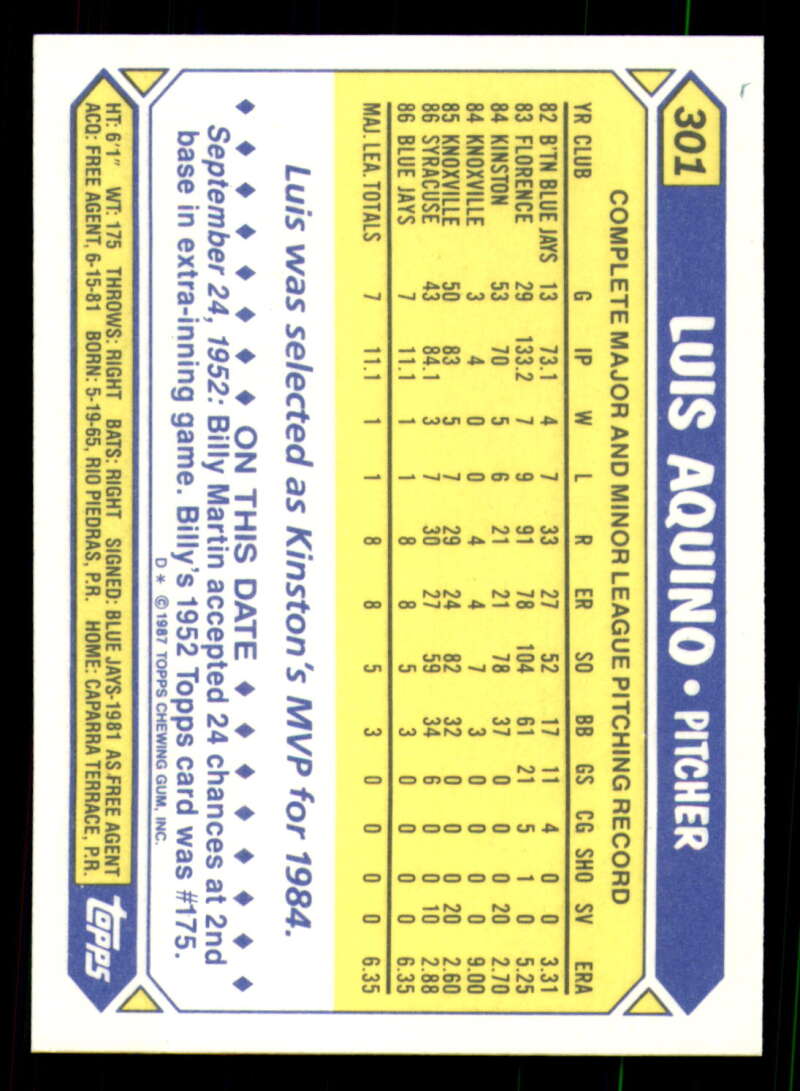 301 LUIS AQUINO • PITCHER
COMPLETE MAJOR AND MINOR LEAGUE PITCHING RECORD
YR CLUB G IP W L R ER SO BB GS CG SHO SV ERA
82 B'TN BLUE JAYS 13 73.1 4 7 33 27 52 17 11 4 0 0 3.31
83 FLORENCE 29 133.2 7 9 91 78 104 61 21 5 1 0 5.25
84 KINSTON 53 70 5 6 21 21 78 37 0 0 0 20 2.70
84 KNOXVILLE 3 4 0 0 4 4 7 3 0 0 0 0 9.00
85 KNOXVILLE 50 83 5 7 29 24 82 32 0 0 0 20 2.60
86 SYRACUSE 43 84.1 3 7 30 27 59 34 6 0 0 10 2.88
86 BLUE JAYS 7 11.1 1 1 8 8 5 3 0 0 0 0 6.35
MAJ. LEA. TOTALS 7 11.1 1 1 8 8 5 3 0 0 0 0 6.35
Luis was selected as Kinston's MVP for 1984.
♦ ♦ ♦ ♦ ♦ ♦ ♦ ♦ ON THIS DATE ♦ ♦ ♦ ♦ ♦ ♦ ♦ ♦
September 24, 1952: Billy Martin accepted 24 chances at 2nd
base in extra-inning game. Billy's 1952 Topps card was #175.
D * © 1987 TOPPS CHEWING GUM, INC.
HT: 6'1" WT: 175 THROWS: RIGHT BATS: RIGHT SIGNED: BLUE JAYS-1981 AS FREE AGENT
ACQ: FREE AGENT, 6-15-81 BORN: 5-19-65, RIO PIEDRAS, P.R. HOME: CAPARRA TERRACE, P.R.
topps